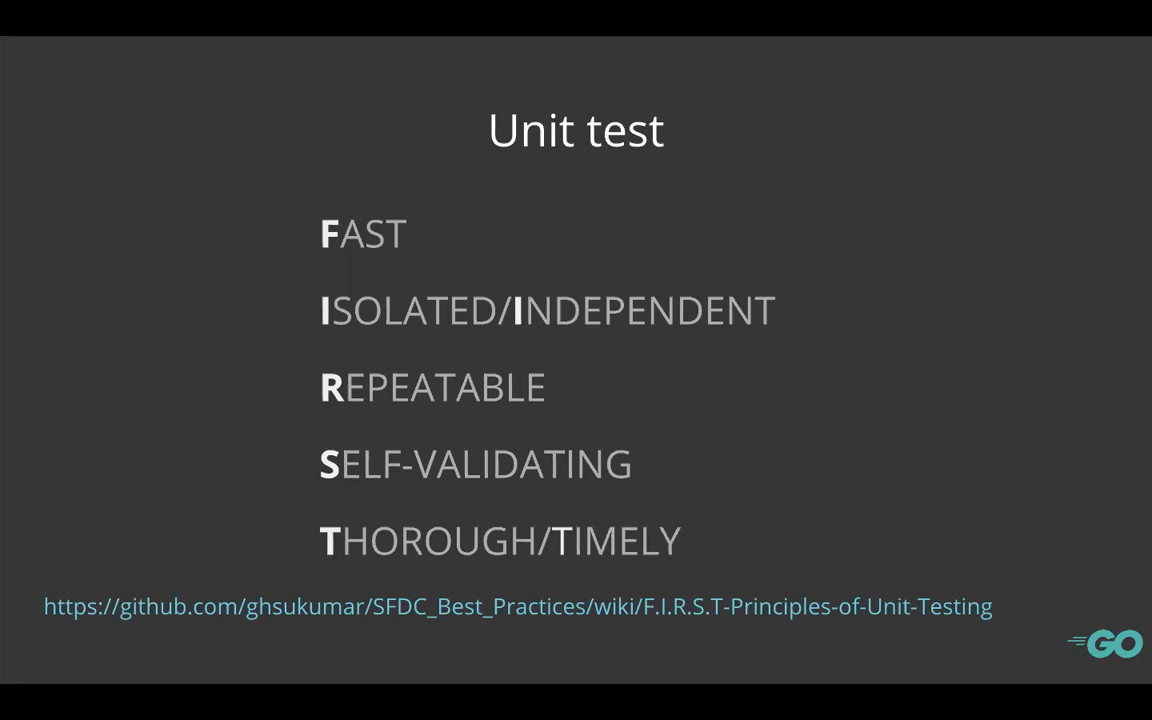 Unit test
FAST
ISOLATED/INDEPENDENT
REPEATABLE
SELF-VALIDATING
THOROUGH/TIMELY
https://github.com/ghsukumar/SFDC_Best_Practices/wiki/F.I.R.S.T-Principles-of-Unit-Testing
GO